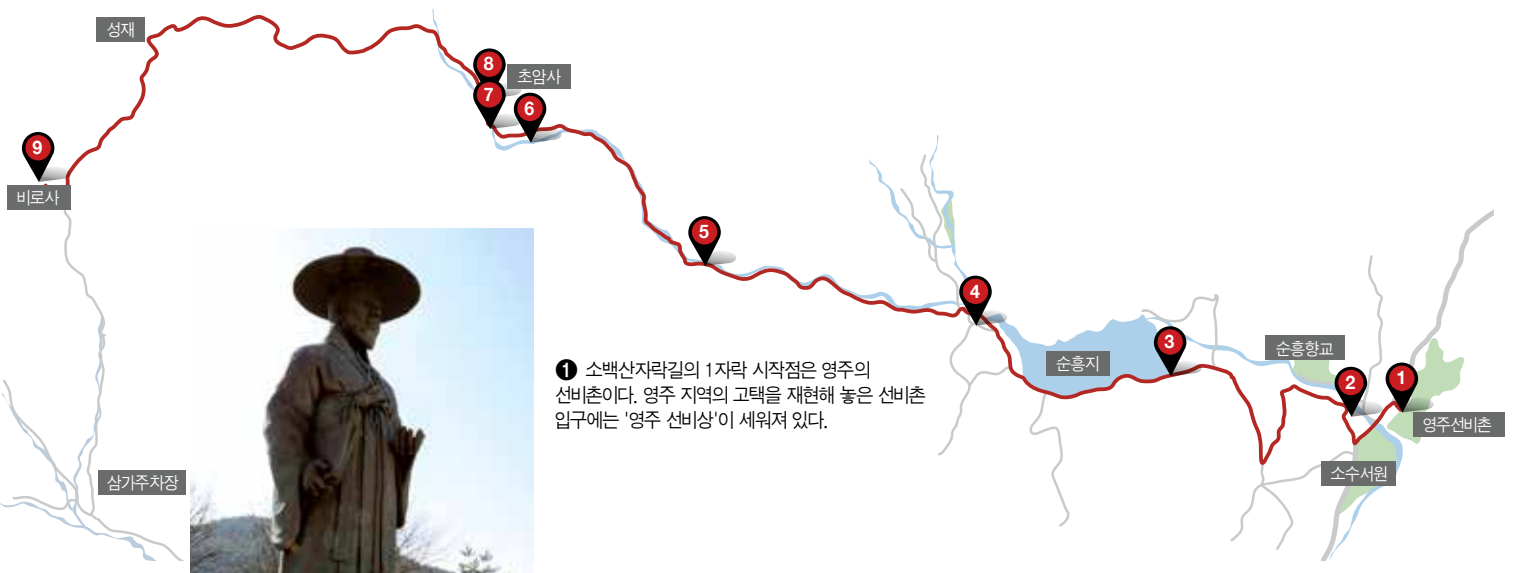 성재
8
초암사
7
6
9
비로사
5
4
3
순흥지
순흥향교
2
1
영주선비촌
소수서원
삼가주차장
❶ 소백산자락길의 1자락 시작점은 영주의
선비촌이다. 영주 지역의 고택을 재현해 놓은 선비촌
입구에는 '영주 선비상'이 세워져 있다.